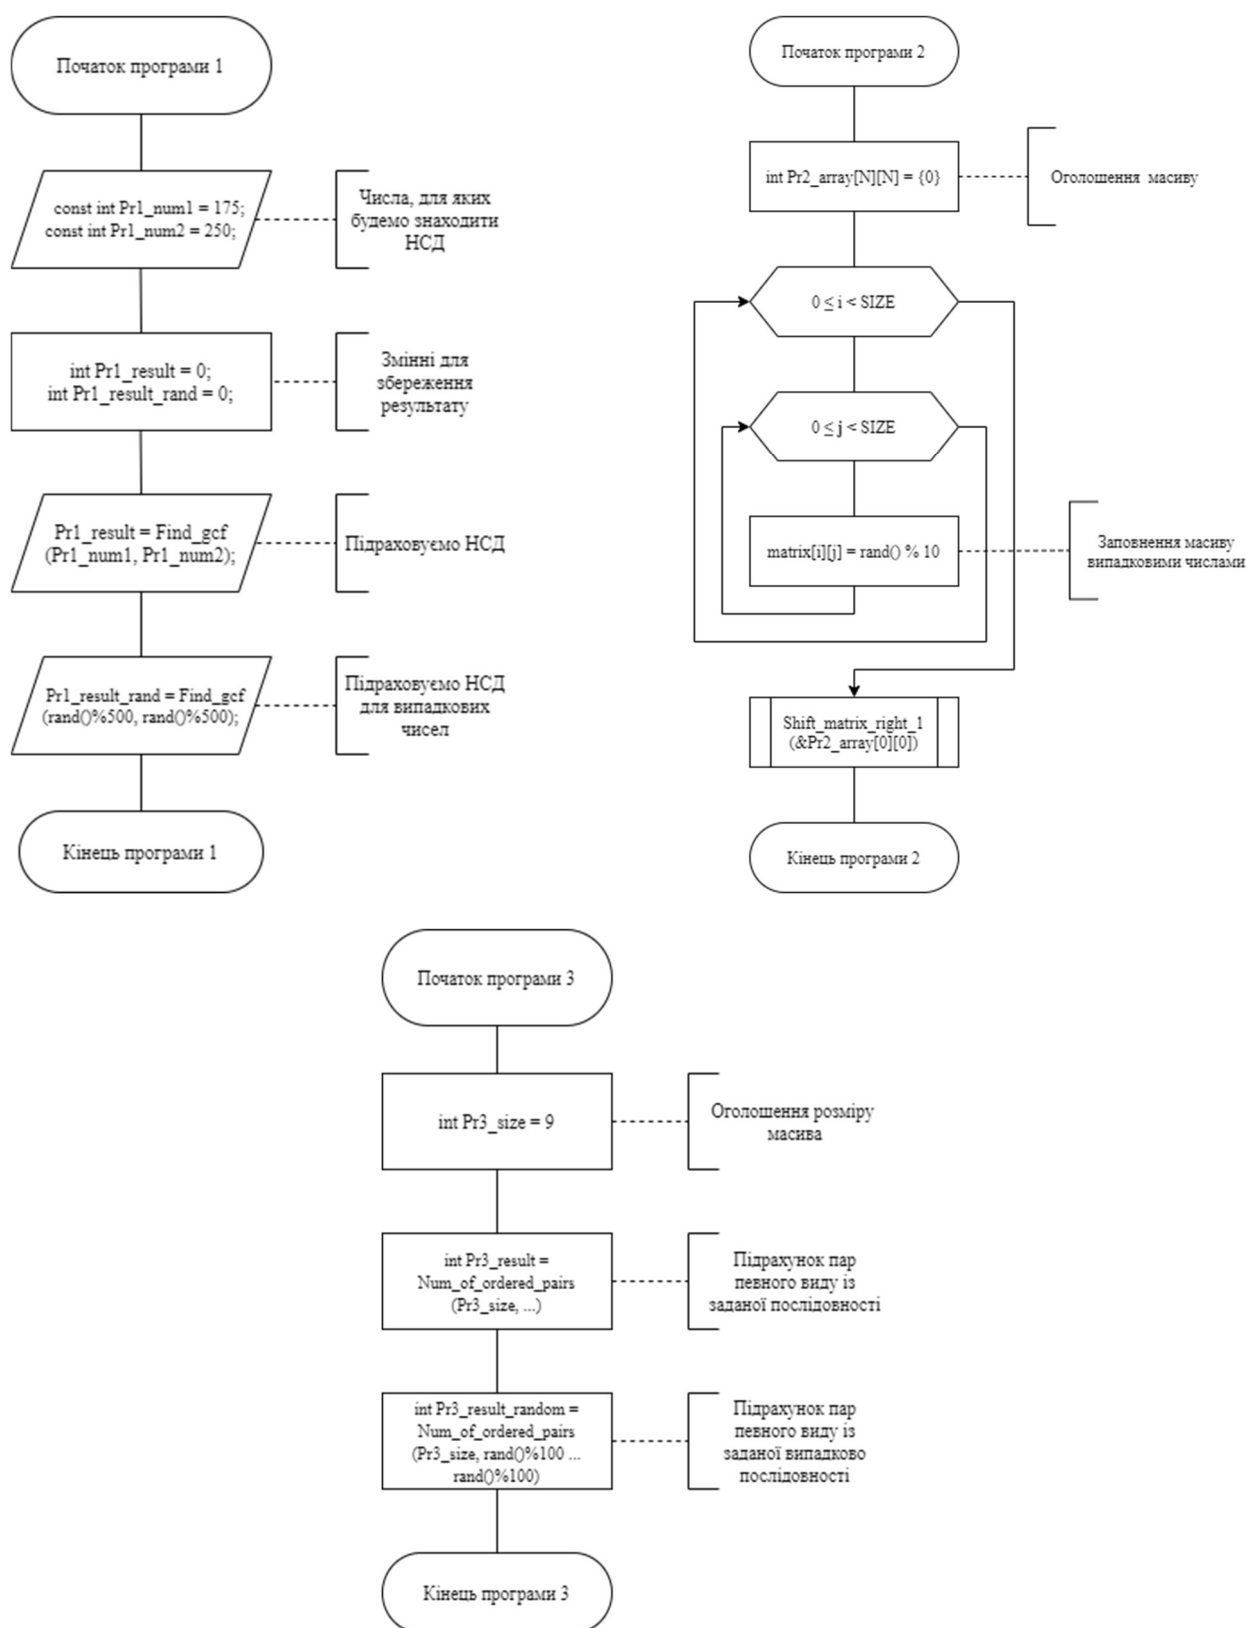 Початок програми 1
const int Pr1_num1 = 175;
const int Pr1_num2 = 250;
Числа, для яких
будемо знаходити
НСД
int Pr1_result = 0;
int Pr1_result_rand = 0;
Змінні для
збереження
результату
Pr1_result = Find_gcf
(Pr1_num1, Pr1_num2);
Підраховуємо НСД
Pr1_result_rand = Find_gcf
(rand()%500, rand()%500);
Підраховуємо НСД
для випадкових
чисел
Кінець програми 1
Початок програми 2
int Pr2_array[N][N] = {0}
Оголошення масиву
0 ≤ i < SIZE
0 ≤ j < SIZE
matrix[i][j] = rand() % 10
Заповнення масиву
випадковими числами
Shift_matrix_right_1
(&Pr2_array[0][0])
Кінець програми 2
Початок програми 3
int Pr3_size = 9
Оголошення розміру
масива
int Pr3_result =
Num_of_ordered_pairs
(Pr3_size, ...)
Підрахунок пар
певного виду із
заданої послідовності
int Pr3_result_random =
Num_of_ordered_pairs
(Pr3_size, rand()%100 ...
rand()%100)
Підрахунок пар
певного виду із
заданої випадково
послідовності
Кінець програми 3